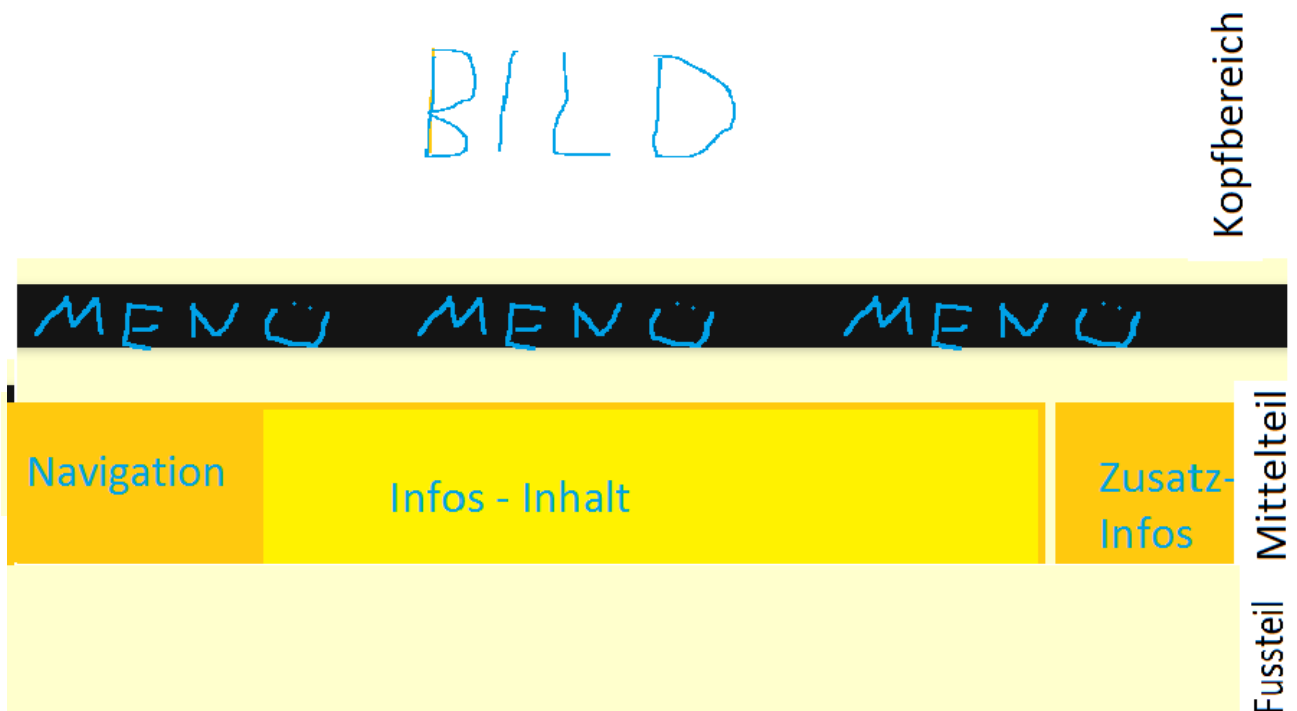 BILD
Kopfbereich
MENÜ MENÜ MENÜ
Navigation
Infos - Inhalt
Zusatz-
Infos
Mittelteil
Fussteil